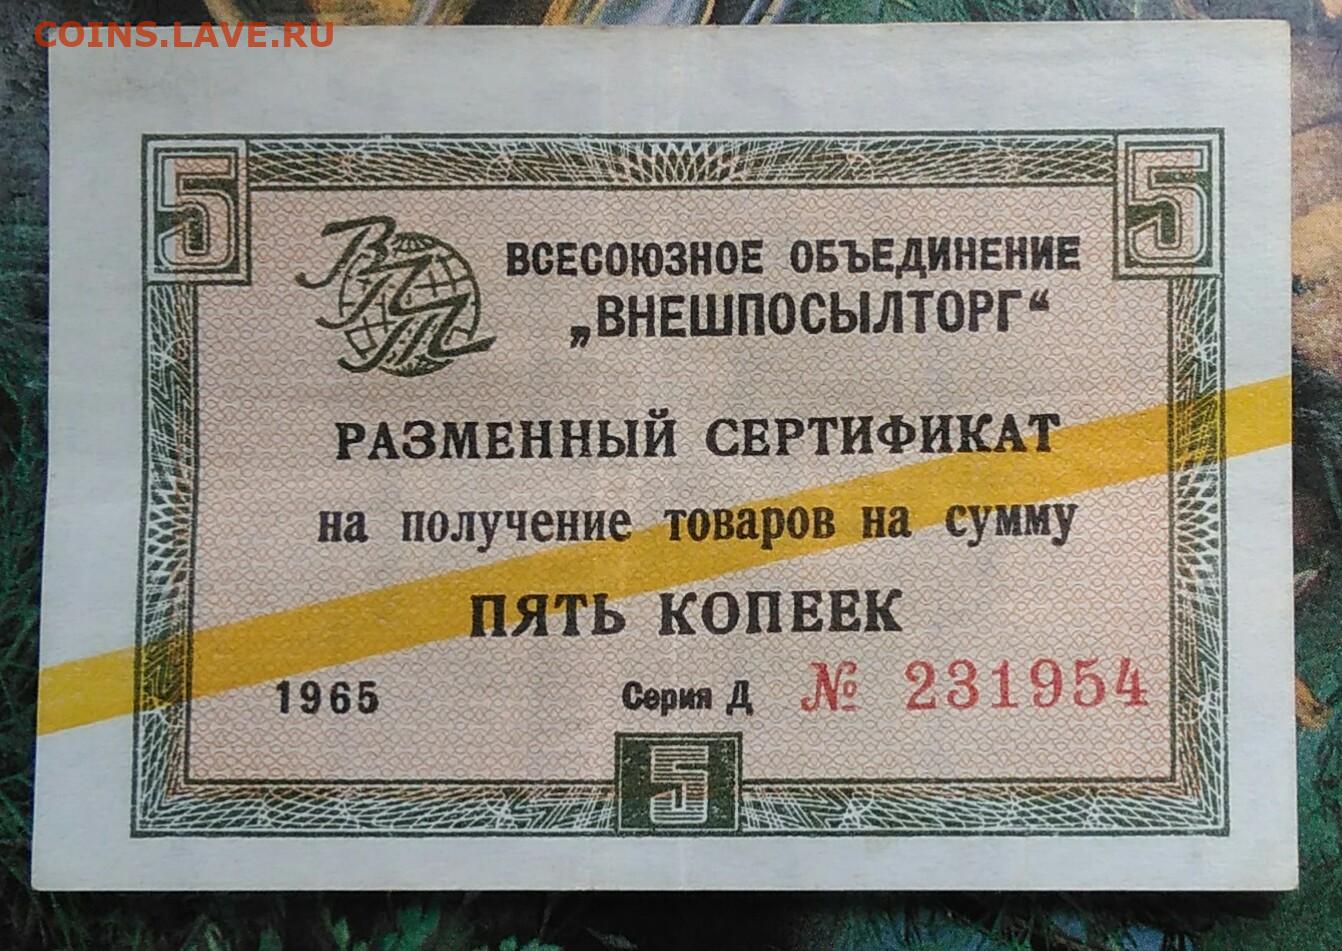 COINS.LAVE.RU
5 5
ВПТ
ВСЕСОЮЗНОЕ ОБЪЕДИНЕНИЕ
„ВНЕШПОСЫЛТОРГ“
РАЗМЕННЫЙ СЕРТИФИКАТ
на получение товаров на сумму
ПЯТЬ КОПЕЕК
1965 Серия Д № 231954
5